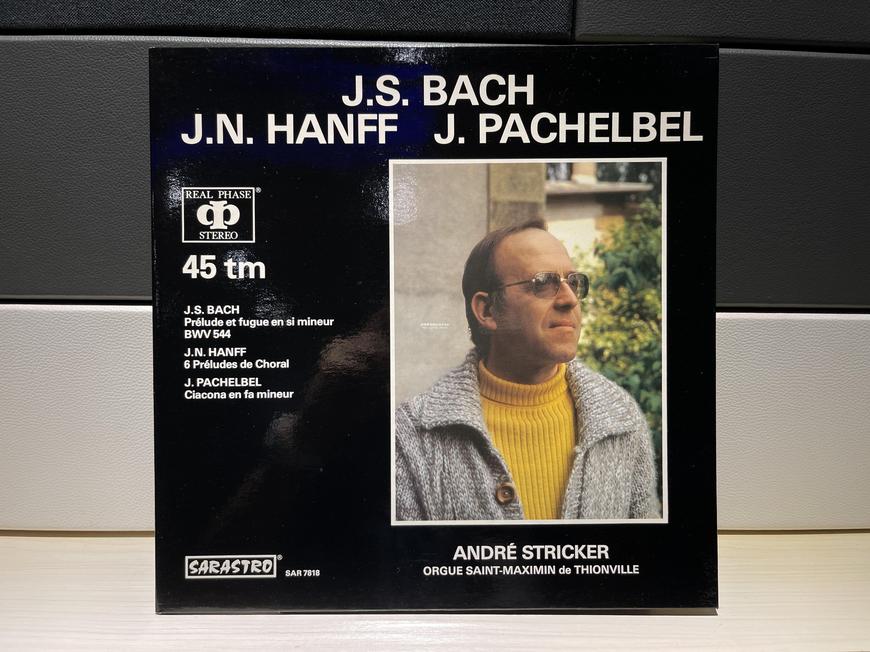 J.S. BACH
J.N. HANFF J. PACHELBEL
REAL PHASE ®
STEREO
45 tm
J.S. BACH
Prélude et fugue en si mineur
BWV 544
J.N. HANFF
6 Préludes de Choral
J. PACHELBEL
Ciacona en fa mineur
SARASTRO ® SAR 7818
ANDRÉ STRICKER
ORGUE SAINT-MAXIMIN de THIONVILLE